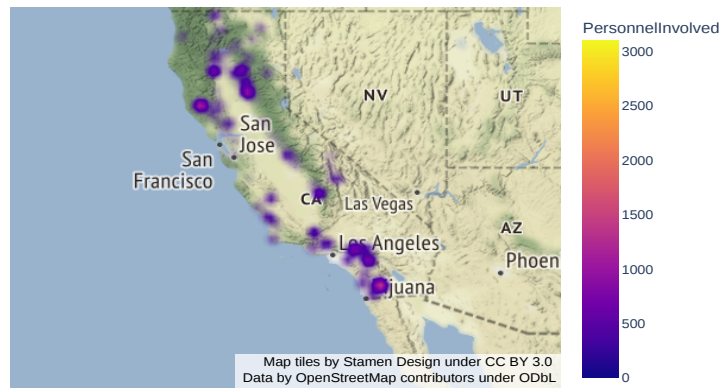 PersonnelInvolved
3000
2500
2000
1500
1000
500
0
NV
UT
San
Jose
San
Francisco
CA
Las Vegas
AZ
Los Angeles
Phoen
juana
Map tiles by Stamen Design under CC BY 3.0
Data by OpenStreetMap contributors under ODbL